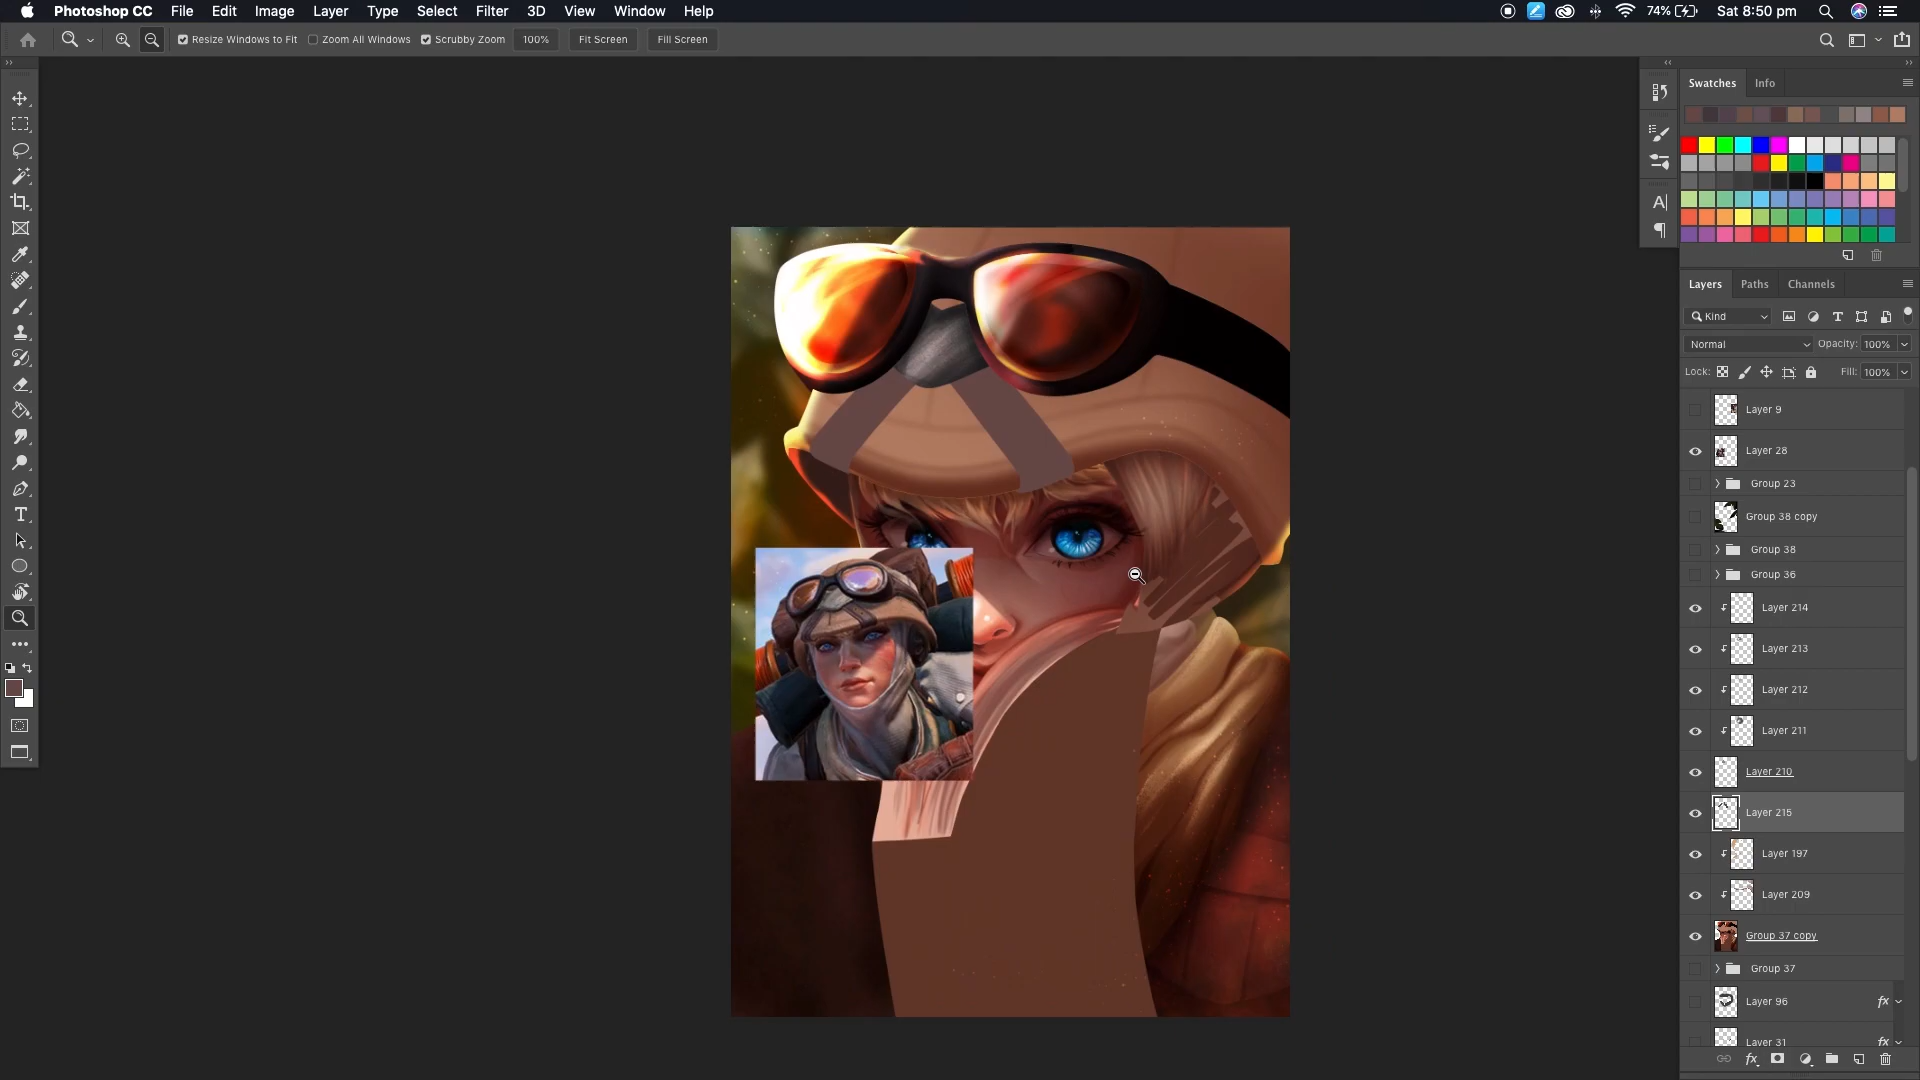 Photoshop CC File Edit Image Layer Type Select Filter 3D View Window Help 74% Sat 8:50 pm
Resize Windows to Fit Zoom All Windows Scrubby Zoom 100% Fit Screen Fill Screen
Swatches Info
Layers Paths Channels
Kind
Normal Opacity: 100%
Lock: Fill: 100%
Layer 9
Layer 28
Group 23
Group 38 copy
Group 38
Group 36
Layer 214
Layer 213
Layer 212
Layer 211
Layer 210
Layer 215
Layer 197
Layer 209
Group 37 copy
Group 37
Layer 96 fx
Layer 31 fx
fx